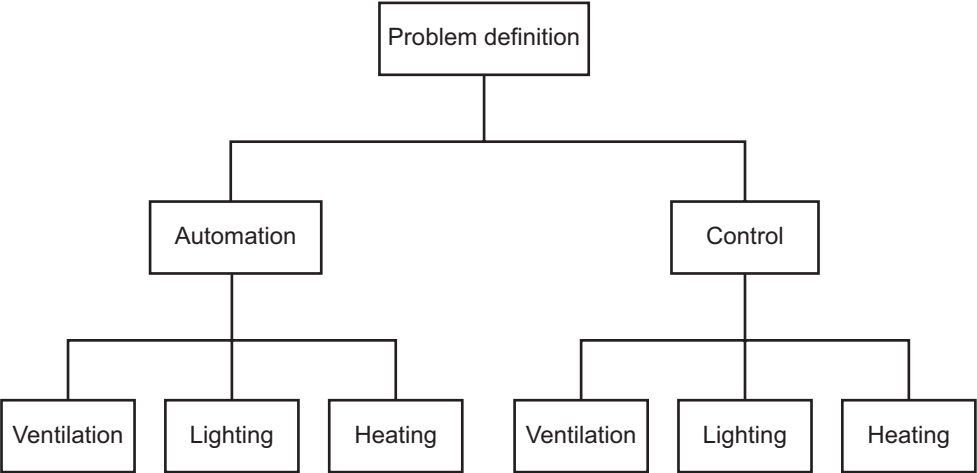 Problem definition
Automation
Control
Ventilation
Lighting
Heating
Ventilation
Lighting
Heating